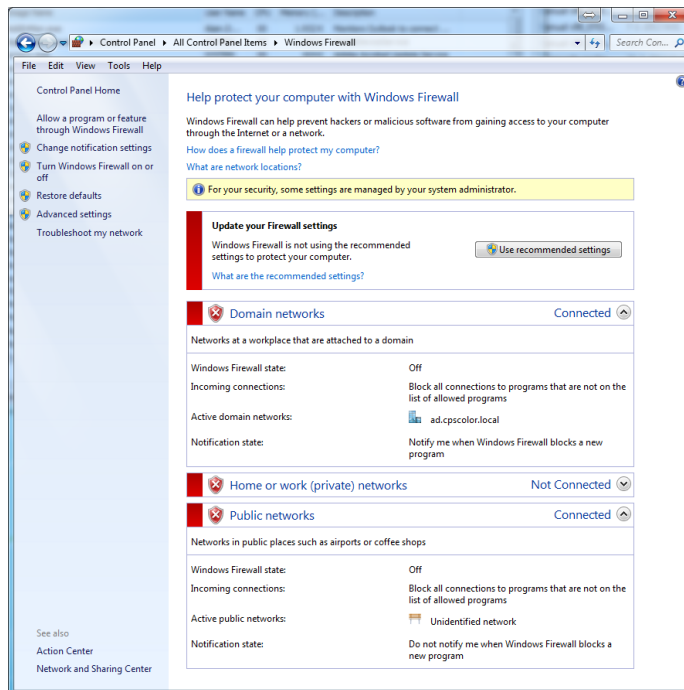 Control Panel ▸ All Control Panel Items ▸ Windows Firewall
Search Con...
File Edit View Tools Help
Control Panel Home
Allow a program or feature
through Windows Firewall
Change notification settings
Turn Windows Firewall on or
off
Restore defaults
Advanced settings
Troubleshoot my network
Help protect your computer with Windows Firewall
Windows Firewall can help prevent hackers or malicious software from gaining access to your computer
through the Internet or a network.
How does a firewall help protect my computer?
What are network locations?
For your security, some settings are managed by your system administrator.
Update your Firewall settings
Windows Firewall is not using the recommended
settings to protect your computer.
Use recommended settings
What are the recommended settings?
Domain networks Connected
Networks at a workplace that are attached to a domain
Windows Firewall state: Off
Incoming connections: Block all connections to programs that are not on the
list of allowed programs
Active domain networks: ad.cpscolor.local
Notification state: Notify me when Windows Firewall blocks a new
program
Home or work (private) networks Not Connected
Public networks Connected
Networks in public places such as airports or coffee shops
Windows Firewall state: Off
Incoming connections: Block all connections to programs that are not on the
list of allowed programs
Active public networks: Unidentified network
Notification state: Do not notify me when Windows Firewall blocks a
new program
See also
Action Center
Network and Sharing Center